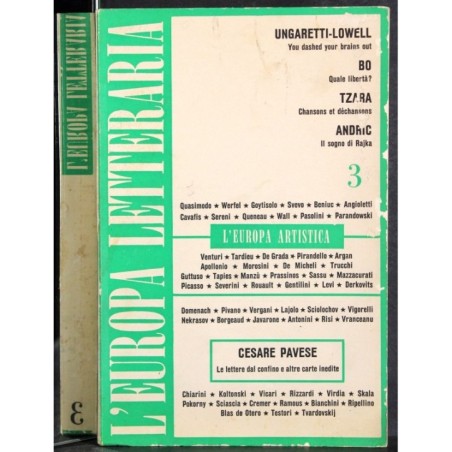 L'EUROPA LETTERARIA
3
L'EUROPA LETTERARIA
UNGARETTI-LOWELL
You dashed your brains out
BO
Quale libertà?
TZARA
Chansons et déchansons
ANDRIC
Il sogno di Rajka
3
Quasimodo ★ Werfel ★ Goytisolo ★ Svevo ★ Beniuc ★ Angioletti
Cavafis ★ Sereni ★ Queneau ★ Wall ★ Pasolini ★ Parandowski
L'EUROPA ARTISTICA
Venturi ★ Tardieu ★ De Grada ★ Pirandello ★ Argan
Apollonio ★ Morosini ★ De Micheli ★ Trucchi
Guttuso ★ Tapies ★ Manzù ★ Prassinos ★ Sassu ★ Mazzacurati
Picasso ★ Severini ★ Rouault ★ Gentilini ★ Levi ★ Derkovits
Domenach ★ Pivano ★ Vergani ★ Lajolo ★ Sciolochov ★ Vigorelli
Nekrasov ★ Borgeaud ★ Javarone ★ Antonini ★ Risi ★ Vranceanu
CESARE PAVESE
Le lettere dal confino e altre carte inedite
Chiarini ★ Koltonski ★ Visari ★ Rizzardi ★ Virdia ★ Skala
Pokorny ★ Sciascia ★ Cremer ★ Ramous ★ Bianchini ★ Ripellino
Blas de Otero ★ Testori ★ Tvardovskij